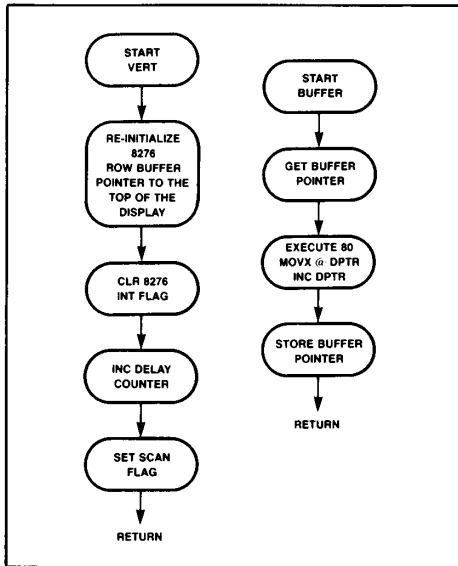 START
VERT
RE-INITIALIZE
8276
ROW BUFFER
POINTER TO THE
TOP OF THE
DISPLAY
CLR 8276
INT FLAG
INC DELAY
COUNTER
SET SCAN
FLAG
RETURN
START
BUFFER
GET BUFFER
POINTER
EXECUTE 80
MOVX @ DPTR
INC DPTR
STORE BUFFER
POINTER
RETURN